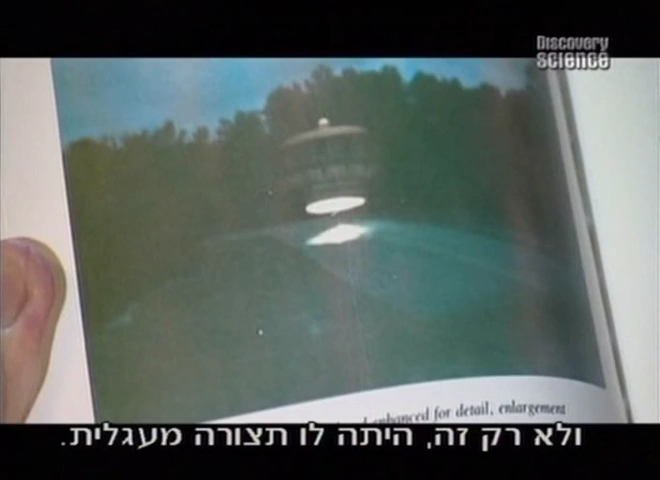 Discovery
SCIENCE
enhanced for detail, enlargement
ולא רק זה, היתה לו תצורה מעגלית.